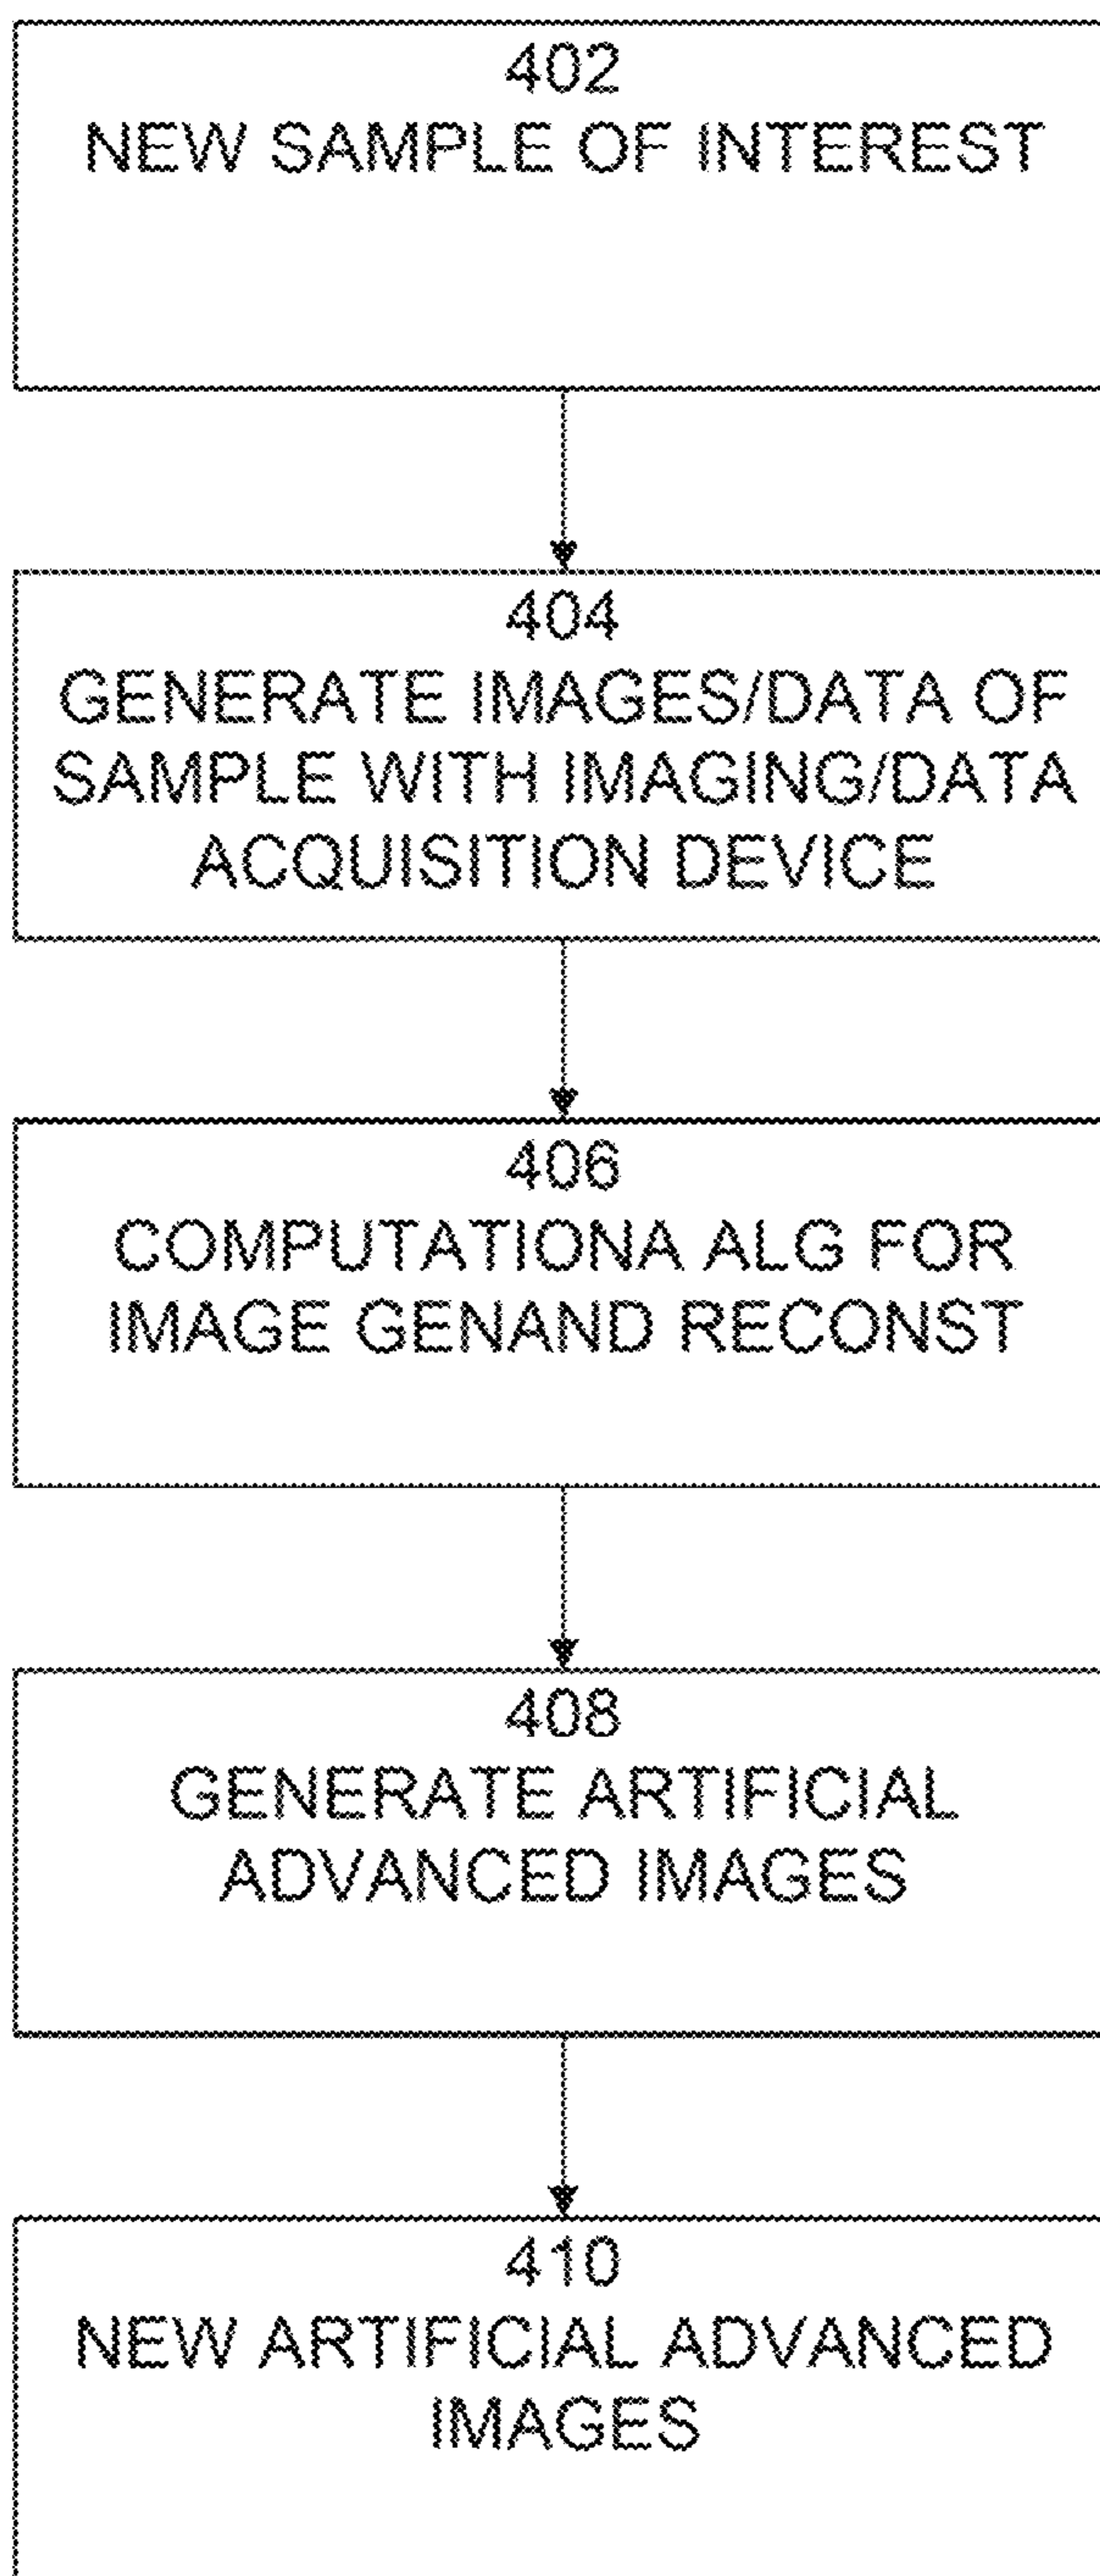 402
NEW SAMPLE OF INTEREST
404
GENERATE IMAGES/DATA OF
SAMPLE WITH IMAGING/DATA
ACQUISITION DEVICE
406
COMPUTATIONA ALG FOR
IMAGE GENAND RECONST
408
GENERATE ARTIFICIAL
ADVANCED IMAGES
410
NEW ARTIFICIAL ADVANCED
IMAGES